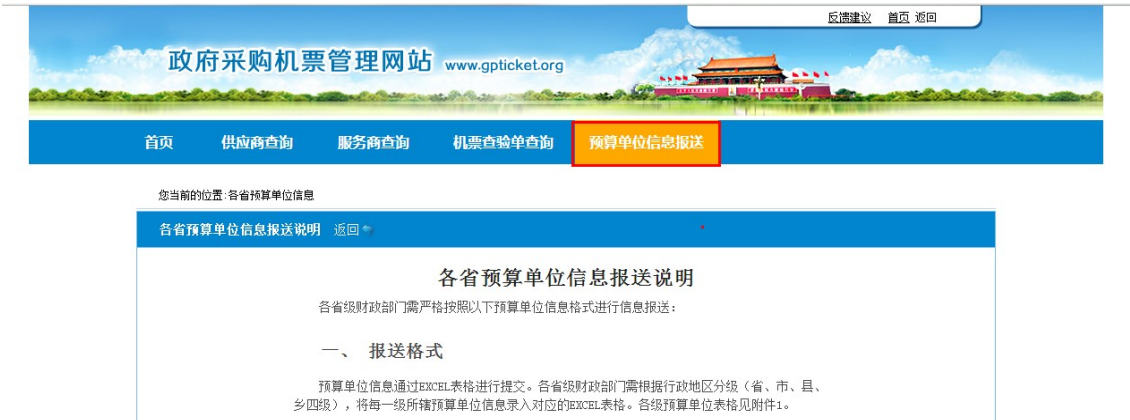 反馈建议 首页 返回
政府采购机票管理网站 www.gpticket.org
首页 供应商查询 服务商查询 机票查验单查询 预算单位信息报送
您当前的位置:各省预算单位信息
各省预算单位信息报送说明 返回
各省预算单位信息报送说明
各省级财政部门需严格按照以下预算单位信息格式进行信息报送：
一、 报送格式
预算单位信息通过EXCEL表格进行提交。各省级财政部门需根据行政地区分级（省、市、县、
乡四级），将每一级所辖预算单位信息录入对应的EXCEL表格。各级预算单位表格见附件1。